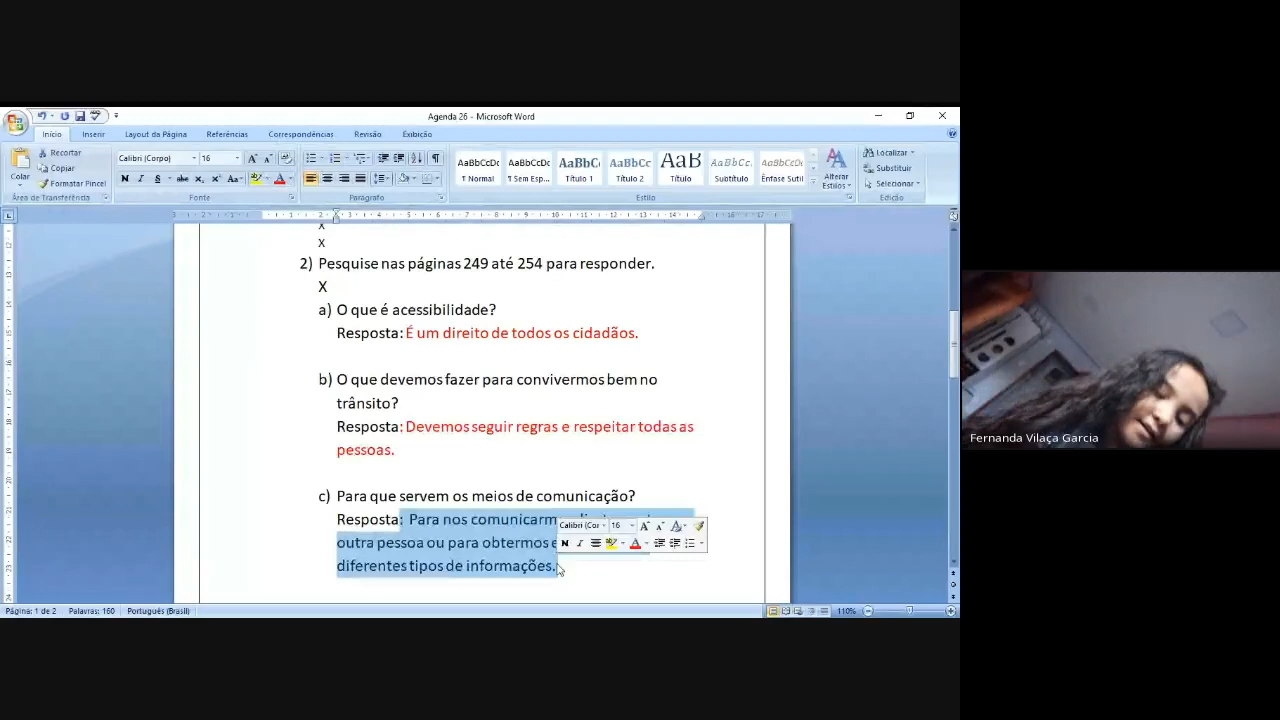 Agenda 26 - Microsoft Word
Início Inserir Layout da Página Referências Correspondências Revisão Exibição
Colar
Recortar
Copiar
Formatar Pincel
Área de Transferência
Calibri (Corpo) 16
Fonte
Parágrafo
AaBbCcDc AaBbCcDc AaBbC AaBbCc AaB AaBbCc AaBbCcDc
¶ Normal ¶ Sem Esp... Título 1 Título 2 Título Subtítulo Ênfase Sutil
Alterar Estilos
Estilo
Localizar
Substituir
Selecionar
Edição
x
x
2) Pesquise nas páginas 249 até 254 para responder.
X
a) O que é acessibilidade?
Resposta: É um direito de todos os cidadãos.
b) O que devemos fazer para convivermos bem no
trânsito?
Resposta: Devemos seguir regras e respeitar todas as
pessoas.
c) Para que servem os meios de comunicação?
Resposta: Para nos comunicarm
outra pessoa ou para obtermos e
diferentes tipos de informações.
Calibri (Cor 16
Página: 1 de 2 Palavras: 160 Português (Brasil) 110%
Fernanda Vilaça Garcia